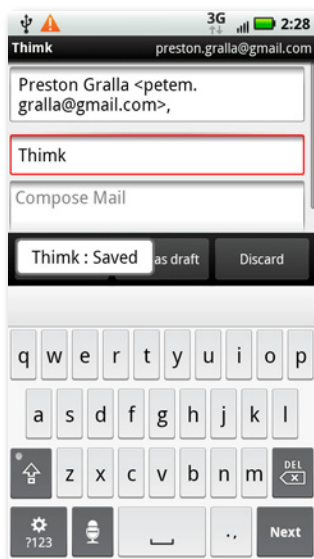 3G 2:28
Thimk preston.gralla@gmail.com
Preston Gralla <petem.
gralla@gmail.com>,
Thimk
Compose Mail
Thimk : Saved as draft Discard
q w e r t y u i o p
a s d f g h j k l
z x c v b n m DEL
?123 ., Next